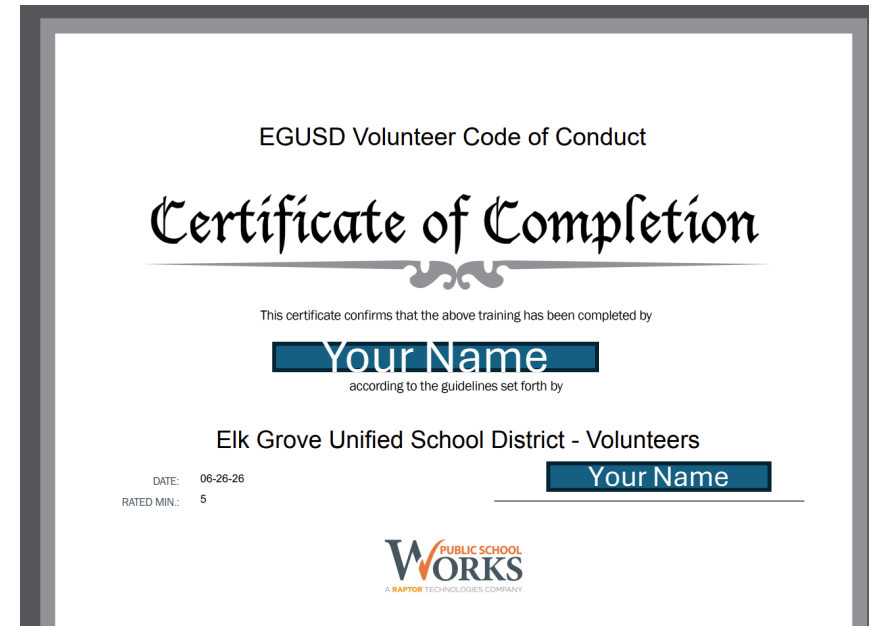 EGUSD Volunteer Code of Conduct
Certificate of Completion
This certificate confirms that the above training has been completed by
Your Name
according to the guidelines set forth by
Elk Grove Unified School District - Volunteers
DATE: 06-26-26
Your Name
RATED MIN.: 5
PUBLIC SCHOOL
WORKS
A RAPTOR TECHNOLOGIES COMPANY